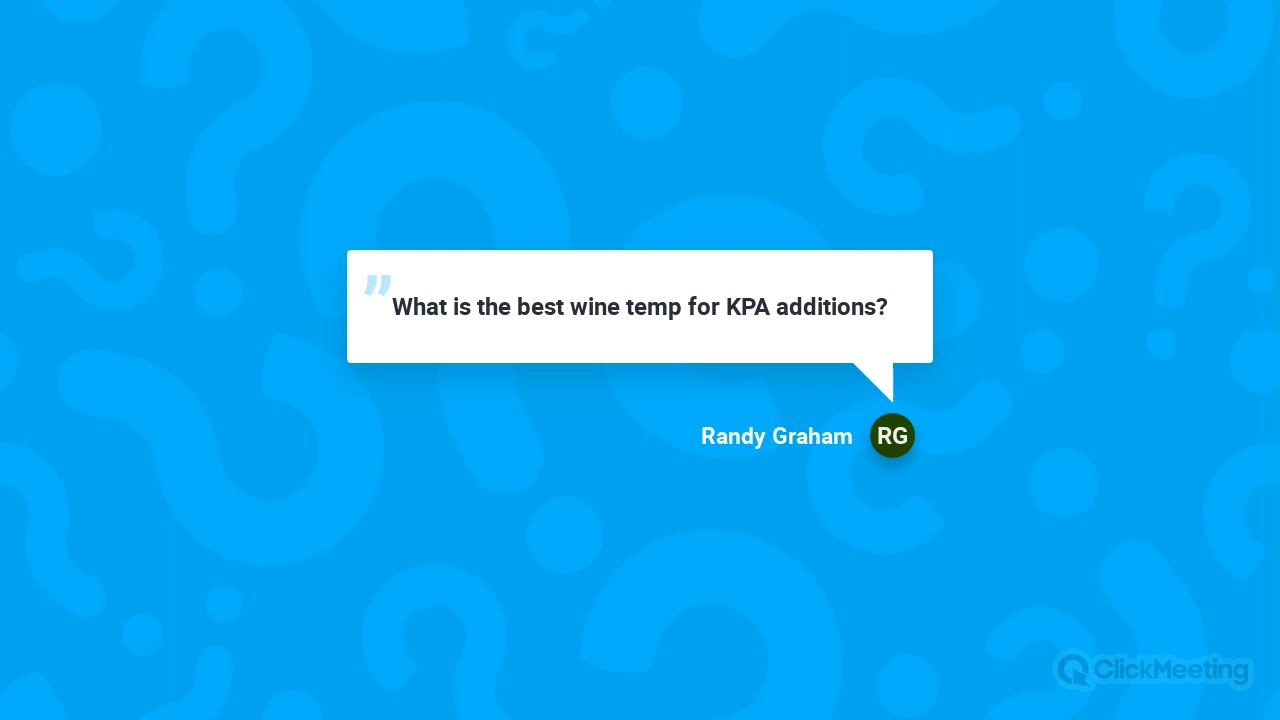 ”
What is the best wine temp for KPA additions?
Randy Graham RG
ClickMeeting